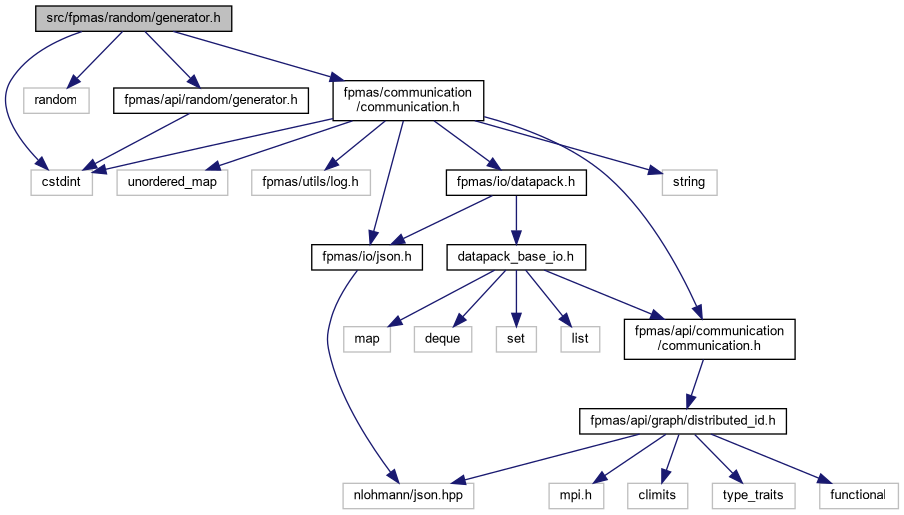 src/fpmas/random/generator.h
random
fpmas/api/random/generator.h
fpmas/communication
/communication.h
cstdint
unordered_map
fpmas/utils/log.h
fpmas/io/datapack.h
string
fpmas/io/json.h
datapack_base_io.h
map
deque
set
list
fpmas/api/communication
/communication.h
fpmas/api/graph/distributed_id.h
nlohmann/json.hpp
mpi.h
climits
type_traits
functional